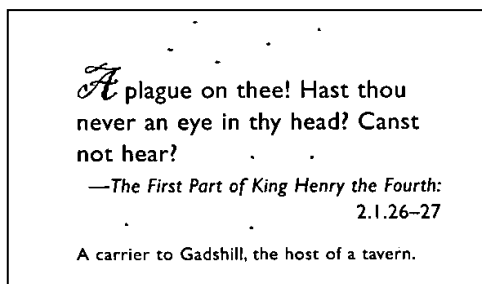 A plague on thee! Hast thou
never an eye in thy head? Canst
not hear?
—The First Part of King Henry the Fourth:
2.1.26–27
A carrier to Gadshill, the host of a tavern.